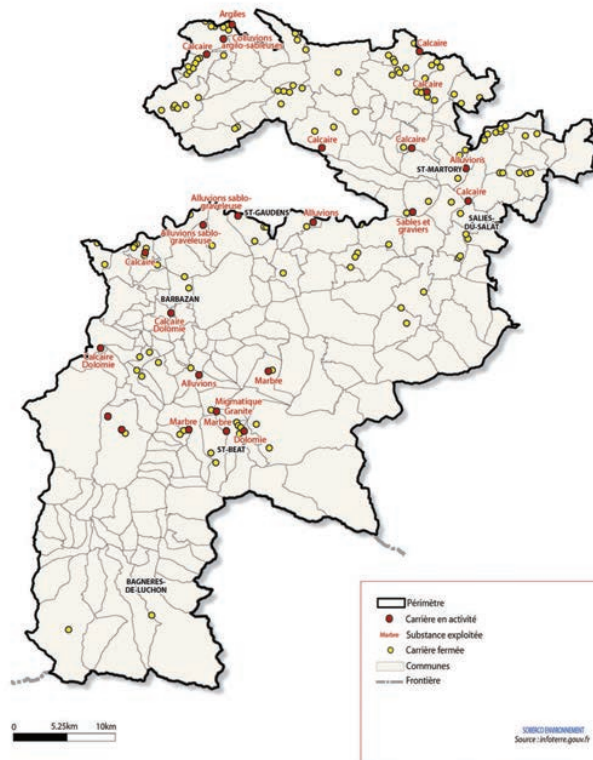 Argiles
Colluvions
argilo-sableuses
Calcaire
Calcaire
Calcaire
Calcaire
Calcaire
Alluvions
ST-MARTORY
Calcaire
Alluvions sablo-
graveleuse
ST-GAUDENS
Alluvions
Sables et
graviers
SALIES-
DU-SALAT
Alluvions sablo-
graveleuse
Calcaire
BARBAZAN
Calcaire
Dolomie
Calcaire
Dolomie
Alluvions
Marbre
Migmatique
Granite
Marbre
Marbre
Dolomie
ST-BEAT
BAGNERES-
DE-LUCHON
Périmètre
Carrière en activité
Marbre Substance exploitée
Carrière fermée
Communes
Frontière
0 5.25km 10km
SOBERCO ENVIRONNEMENT
Source : infoterre.gouv.fr